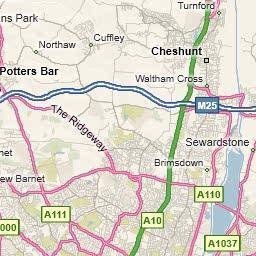 Turnford
ns Park
Cuffley
Northaw
Cheshunt
Potters Bar
Waltham Cross
M25
The Ridgeway
Sewardstone
net
Brimsdown
ew Barnet
A110
A111
A10
000
A1037